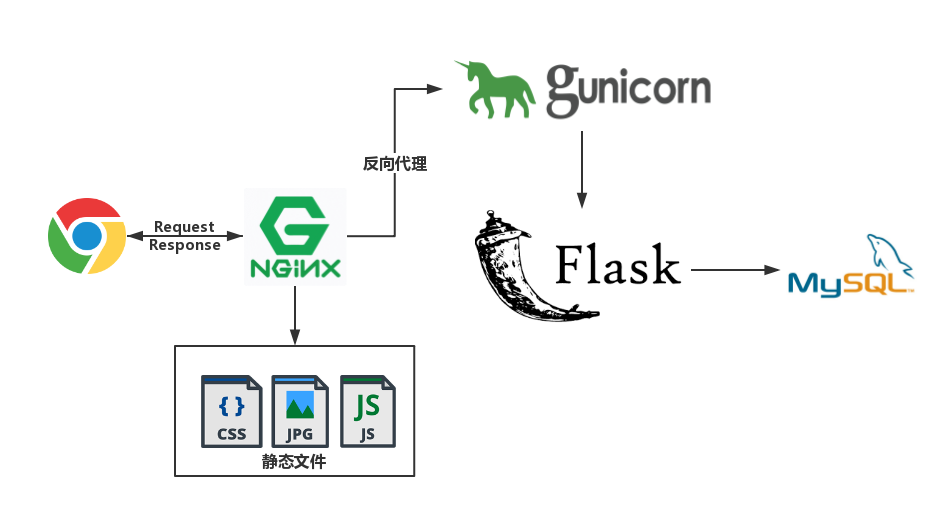 gunicorn
反向代理
Request
Response
NGiNX
Flask
MySQL
{ }
JS
CSS
JPG
JS
静态文件